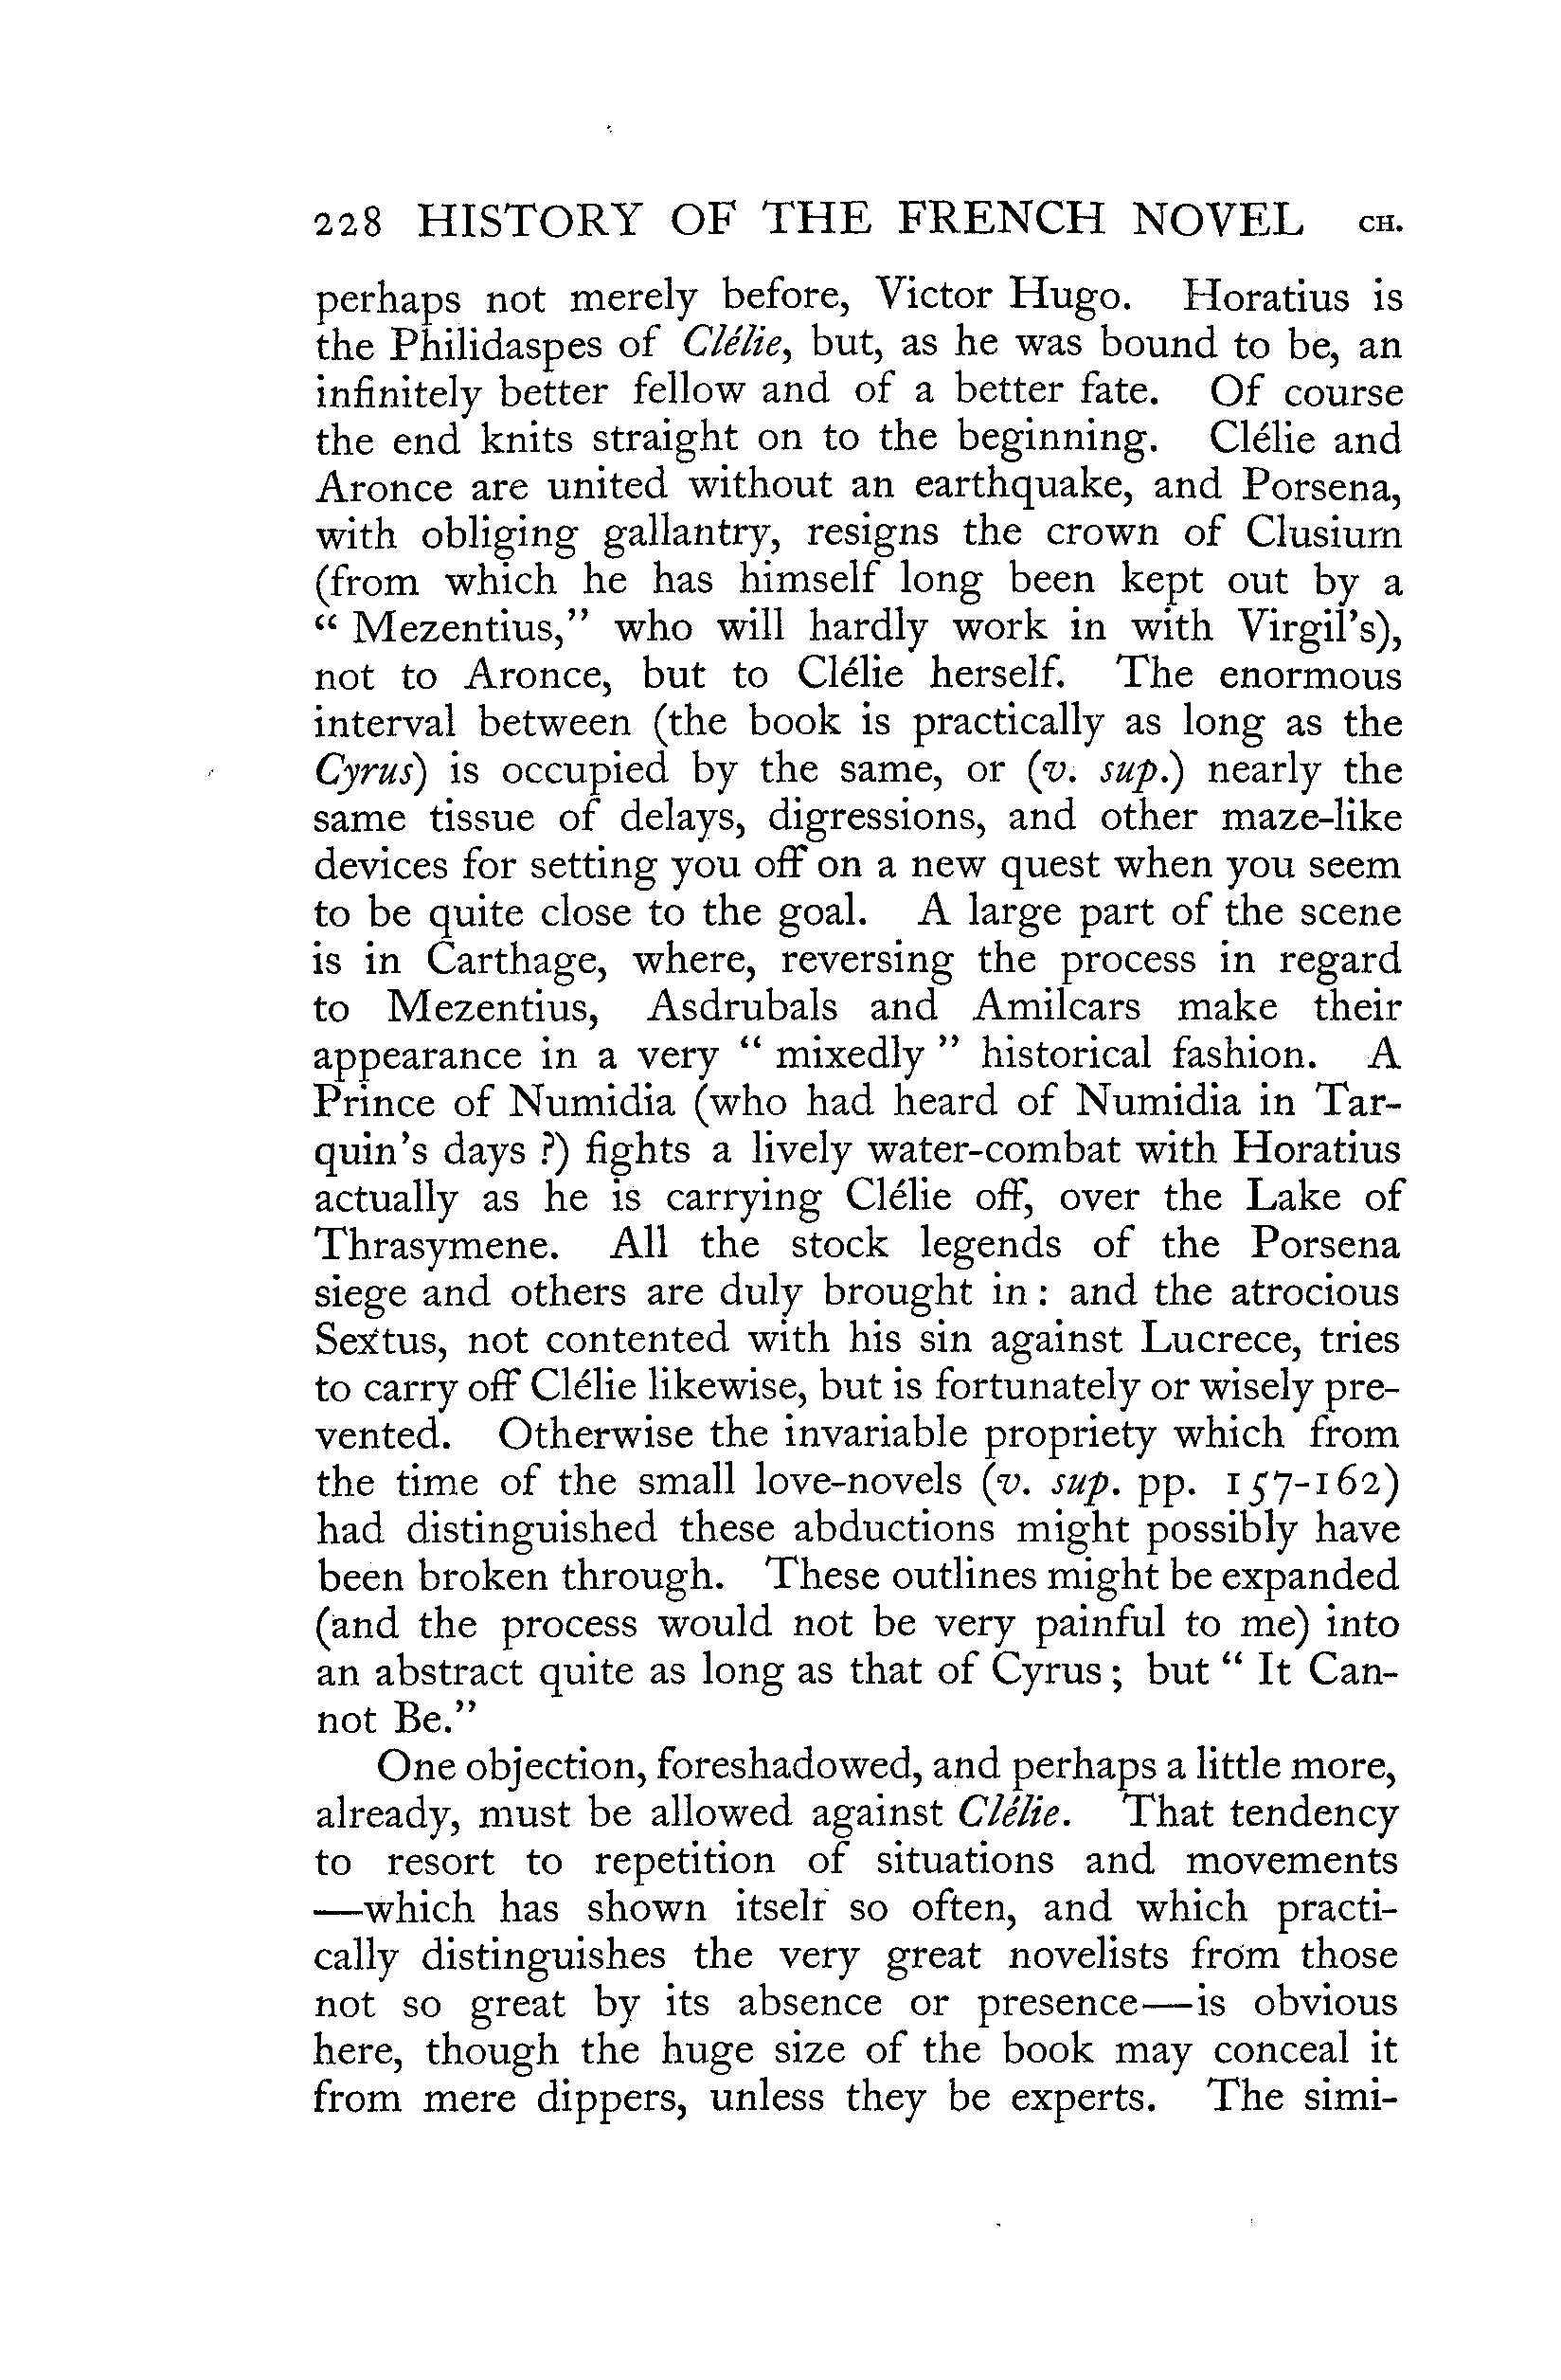 228 HISTORY OF THE FRENCH NOVEL CH.
perhaps not merely before, Victor Hugo. Horatius is
the Philidaspes of Clélie, but, as he was bound to be, an
infinitely better fellow and of a better fate. Of course
the end knits straight on to the beginning. Clélie and
Aronce are united without an earthquake, and Porsena,
with obliging gallantry, resigns the crown of Clusium
(from which he has himself long been kept out by a
“ Mezentius,” who will hardly work in with Virgil’s),
not to Aronce, but to Clélie herself. The enormous
interval between (the book is practically as long as the
Cyrus) is occupied by the same, or (v. sup.) nearly the
same tissue of delays, digressions, and other maze-like
devices for setting you off on a new quest when you seem
to be quite close to the goal. A large part of the scene
is in Carthage, where, reversing the process in regard
to Mezentius, Asdrubals and Amilcars make their
appearance in a very “ mixedly ” historical fashion. A
Prince of Numidia (who had heard of Numidia in Tar-
quin’s days ?) fights a lively water-combat with Horatius
actually as he is carrying Clélie off, over the Lake of
Thrasymene. All the stock legends of the Porsena
siege and others are duly brought in : and the atrocious
Sextus, not contented with his sin against Lucrece, tries
to carry off Clélie likewise, but is fortunately or wisely pre-
vented. Otherwise the invariable propriety which from
the time of the small love-novels (v. sup. pp. 157-162)
had distinguished these abductions might possibly have
been broken through. These outlines might be expanded
(and the process would not be very painful to me) into
an abstract quite as long as that of Cyrus ; but “ It Can-
not Be.”
One objection, foreshadowed, and perhaps a little more,
already, must be allowed against Clélie. That tendency
to resort to repetition of situations and movements
—which has shown itself so often, and which practi-
cally distinguishes the very great novelists from those
not so great by its absence or presence—is obvious
here, though the huge size of the book may conceal it
from mere dippers, unless they be experts. The simi-